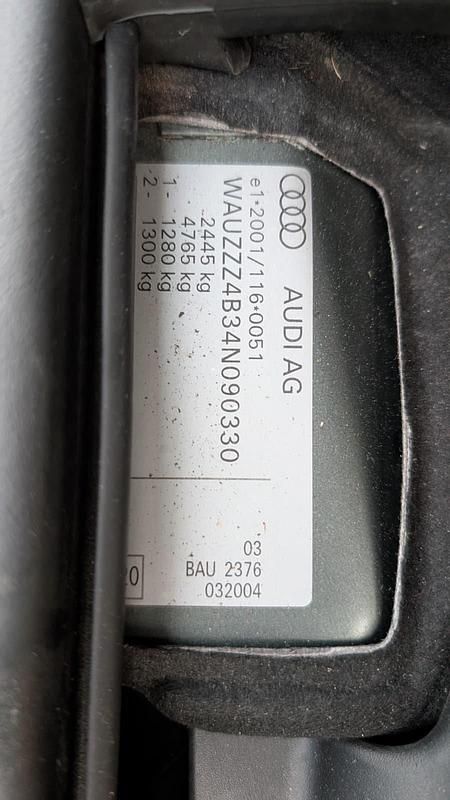 AUDI AG
e1*2001/116*0051
WAUZZZ4B34N090330
2445 kg
4765 kg
1- 1280 kg
2- 1300 kg
03
BAU 2376
032004
20